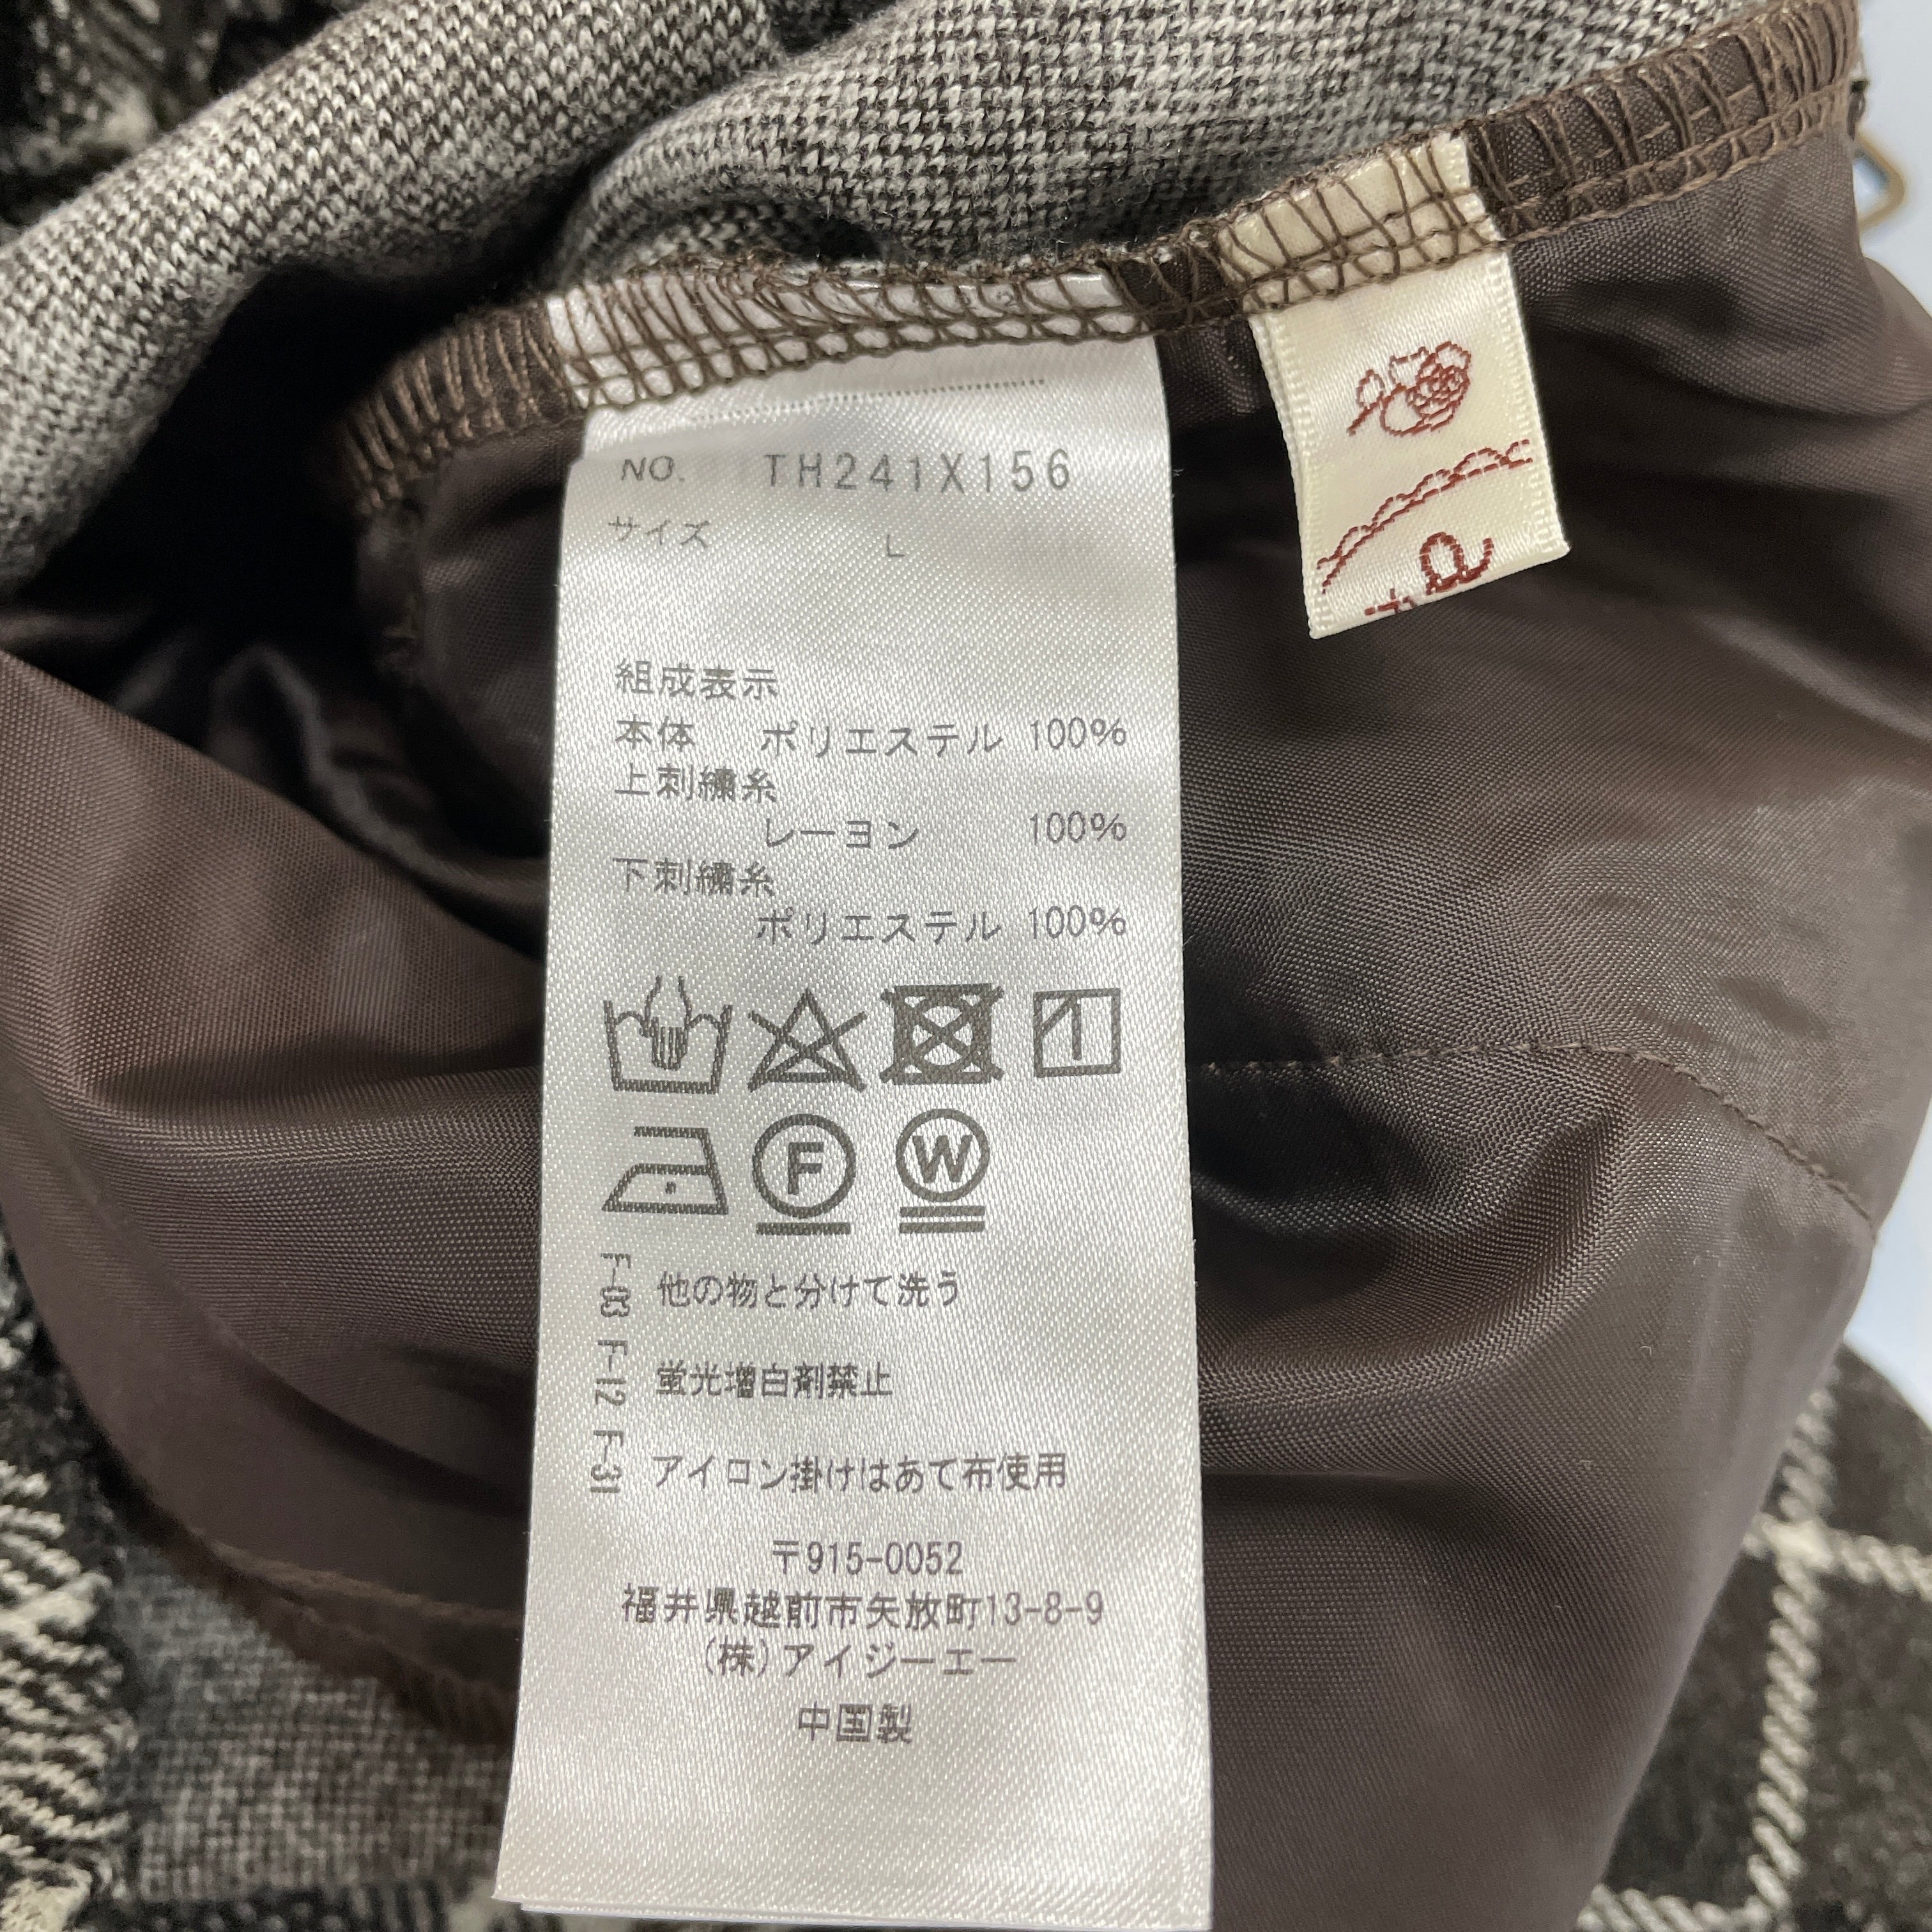 NO. TH241X156
サイズ L
組成表示
本体 ポリエステル 100%
上刺繍糸
レーヨン 100%
下刺繍糸
ポリエステル 100%
F
W
F-03 他の物と分けて洗う
F-12 蛍光増白剤禁止
F-31 アイロン掛けはあて布使用
〒915-0052
福井県越前市矢放町13-8-9
(株)アイジーエー
中国製